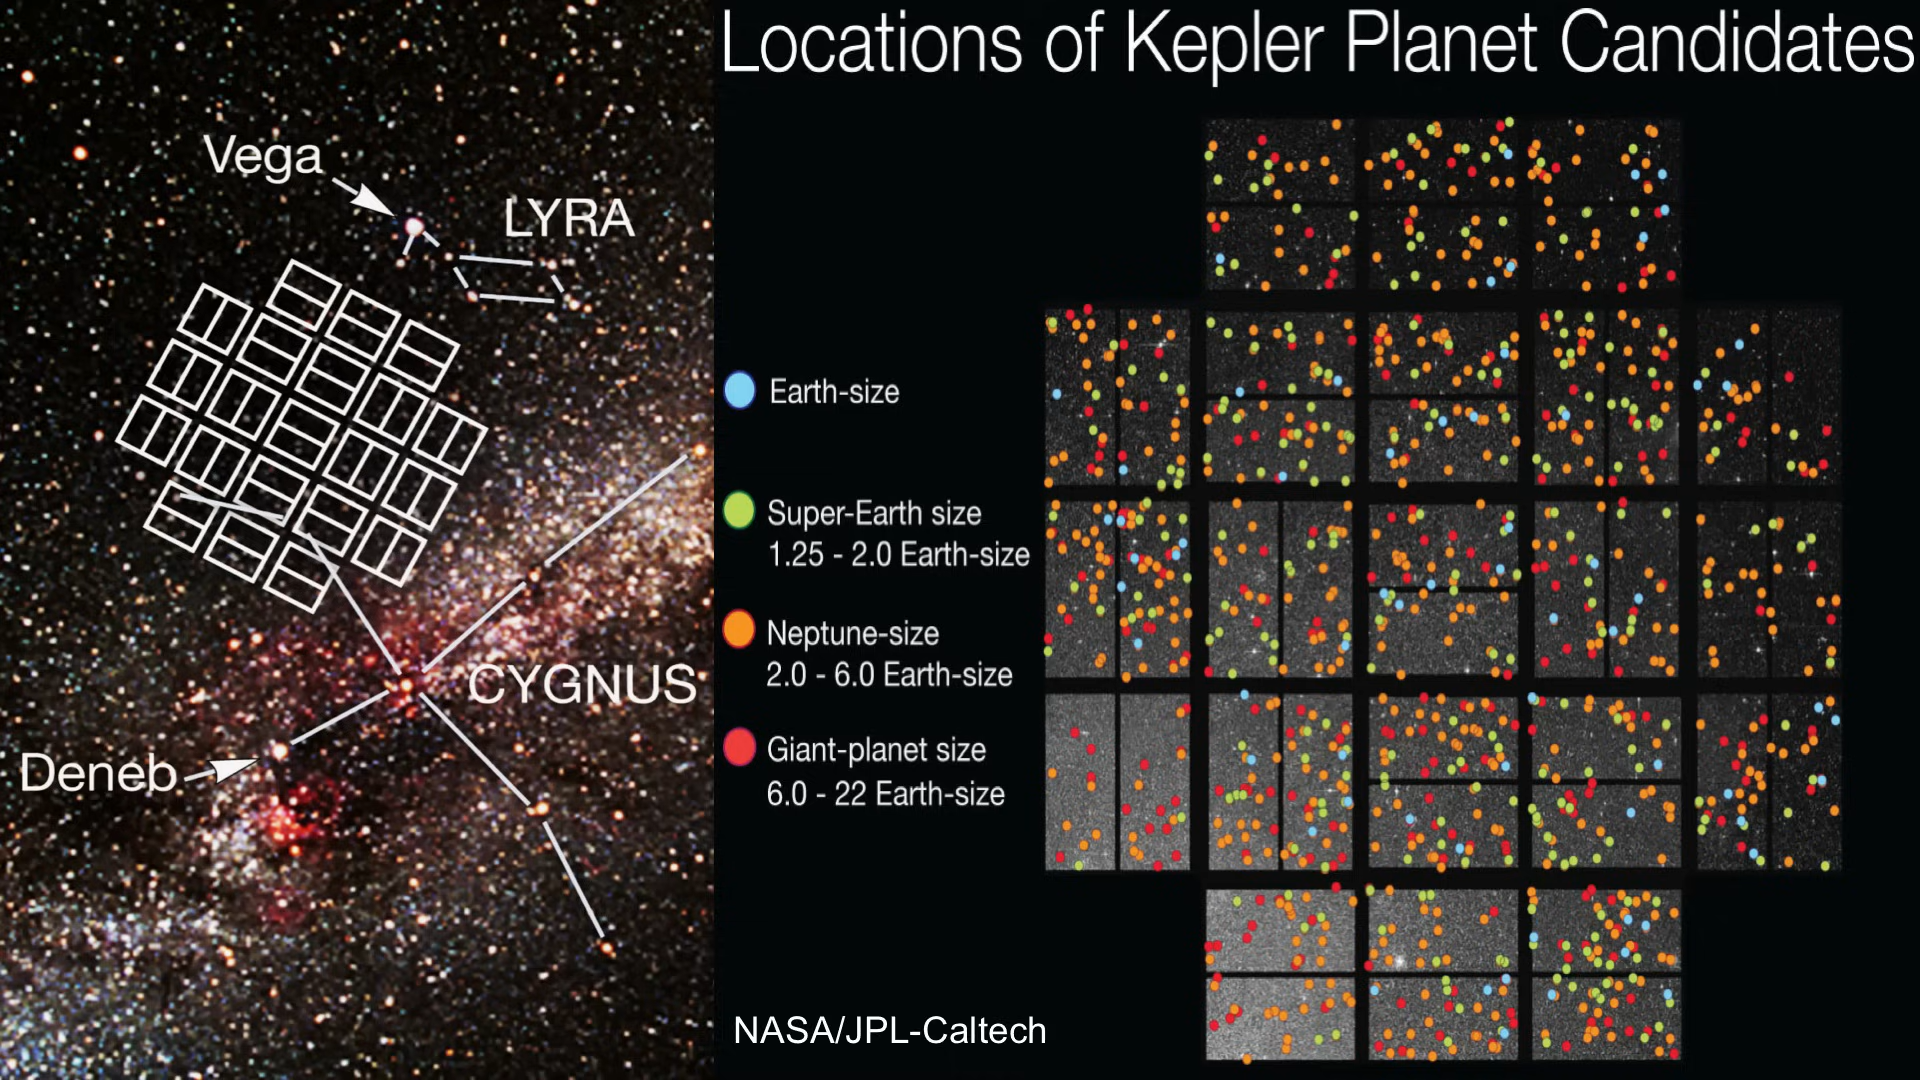 Locations of Kepler Planet Candidates
Vega
LYRA
CYGNUS
Deneb
Earth-size
Super-Earth size
1.25 - 2.0 Earth-size
Neptune-size
2.0 - 6.0 Earth-size
Giant-planet size
6.0 - 22 Earth-size
NASA/JPL-Caltech